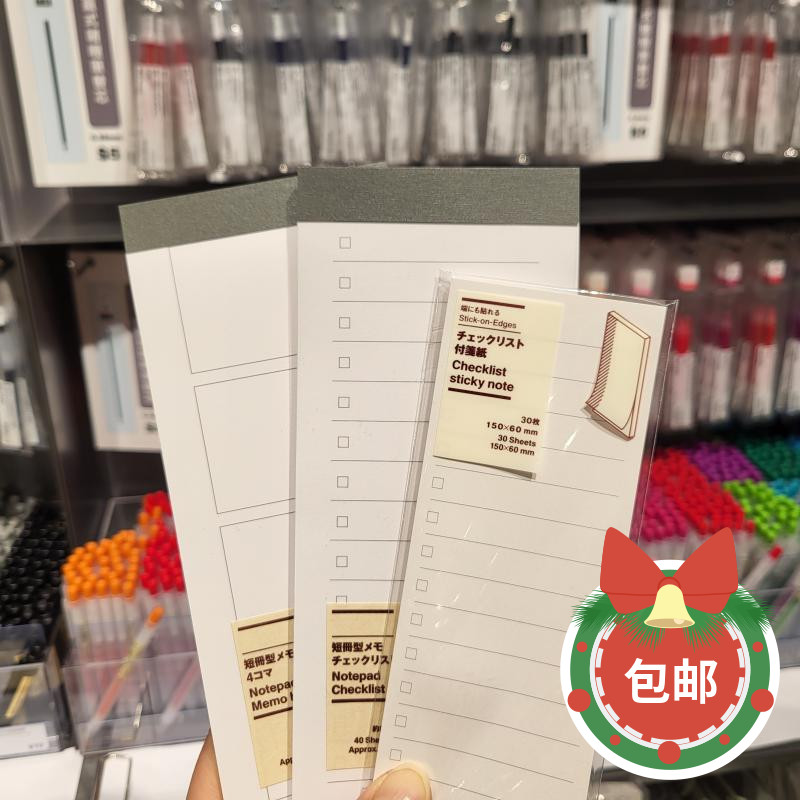 端にも貼れる
Stick-on-Edges
チェックリスト
付箋紙
Checklist
sticky note
30枚
150×60 mm
30 Sheets
150×60 mm
短冊型メモ
4コマ
Notepad
Memo
短冊型メモ
チェックリス
Notepad
Checklist
40 Shee
Approx.
包邮